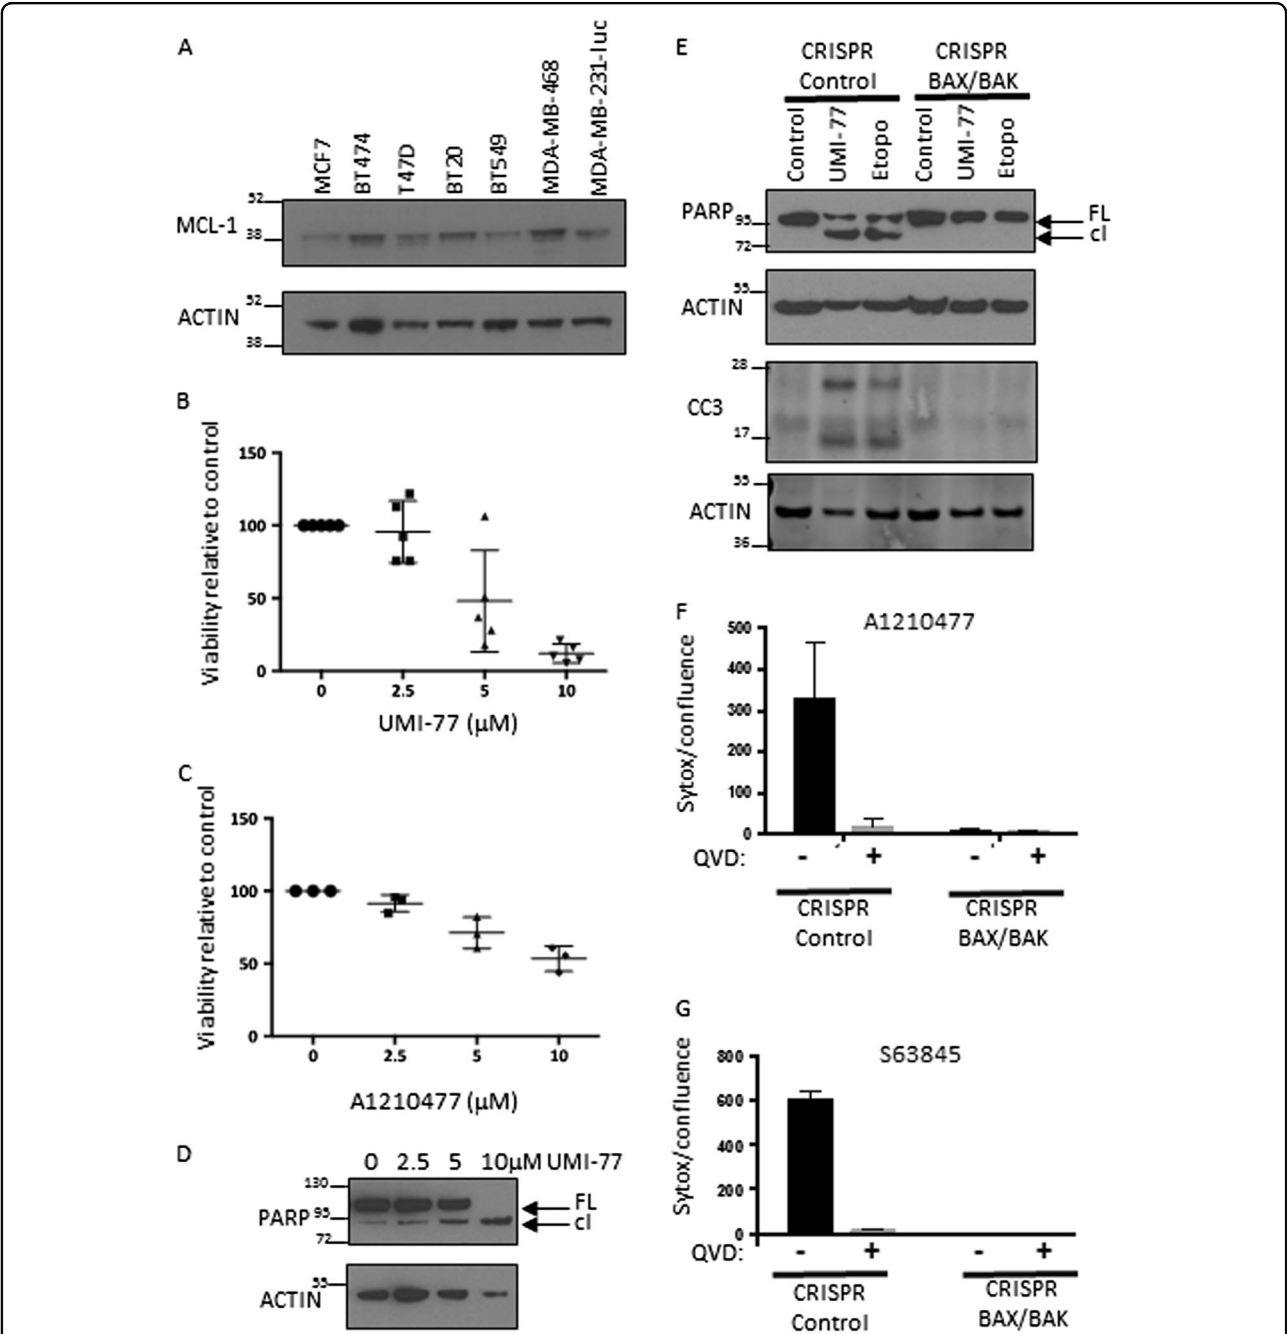 A
MCF7
BT474
T47D
BT20
BT549
MDA-MB-468
MDA-MB-231-luc
MCL-1
52
38
ACTIN
52
38
B
Viability relative to control
150
100
50
0
0 2.5 5 10
UMI-77 (µM)
C
Viability relative to control
150
100
50
0
0 2.5 5 10
A1210477 (µM)
D
0 2.5 5 10µM UMI-77
130
PARP 95
72
FL
cl
55
ACTIN
E
CRISPR
Control
CRISPR
BAX/BAK
Control
UMI-77
Etopo
Control
UMI-77
Etopo
PARP 95
72
FL
cl
55
ACTIN
28
CC3
17
55
ACTIN
36
F
A1210477
Sytox/confluence
500
400
300
200
100
0
QVD: - + - +
CRISPR
Control
CRISPR
BAX/BAK
G
S63845
Sytox/confluence
800
600
400
200
0
QVD: - + - +
CRISPR
Control
CRISPR
BAX/BAK